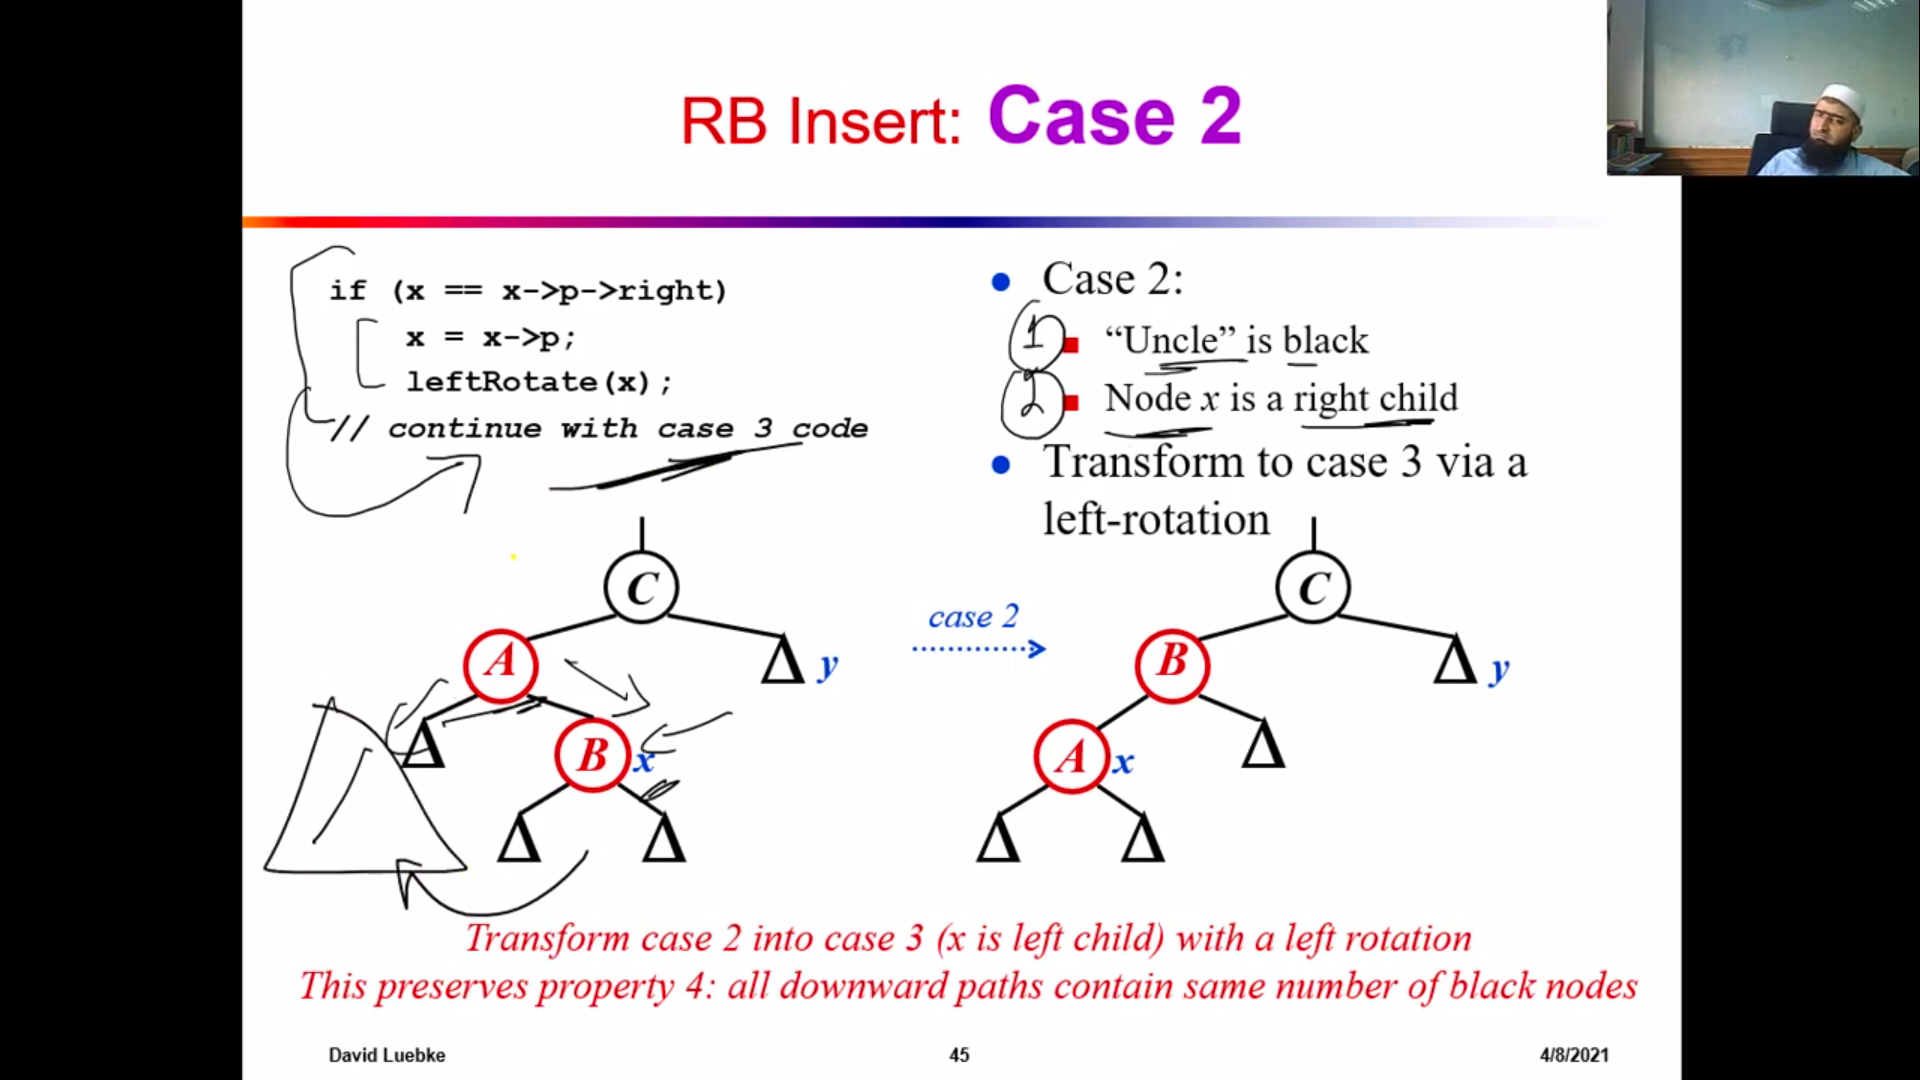 RB Insert: Case 2
if (x == x->p->right)
x = x->p;
leftRotate(x);
// continue with case 3 code
• Case 2:
1 ■ “Uncle” is black
2 ■ Node x is a right child
• Transform to case 3 via a
left-rotation
C
A
Δ y
Δ
B x
Δ Δ
case 2
C
B
Δ y
A x
Δ
Δ Δ
Transform case 2 into case 3 (x is left child) with a left rotation
This preserves property 4: all downward paths contain same number of black nodes
David Luebke
45
4/8/2021